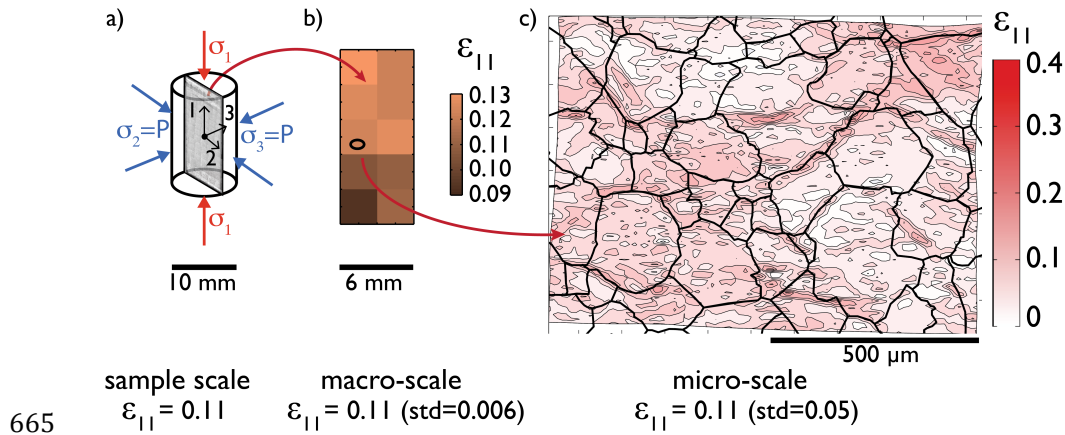 a)
σ₁
1
3
2
σ₂=P
σ₃=P
σ₁
10 mm
b)
ε₁₁
0.13
0.12
0.11
0.10
0.09
6 mm
c)
ε₁₁
0.4
0.3
0.2
0.1
0
500 µm
sample scale
ε₁₁ = 0.11
macro-scale
ε₁₁ = 0.11 (std=0.006)
micro-scale
ε₁₁ = 0.11 (std=0.05)
665